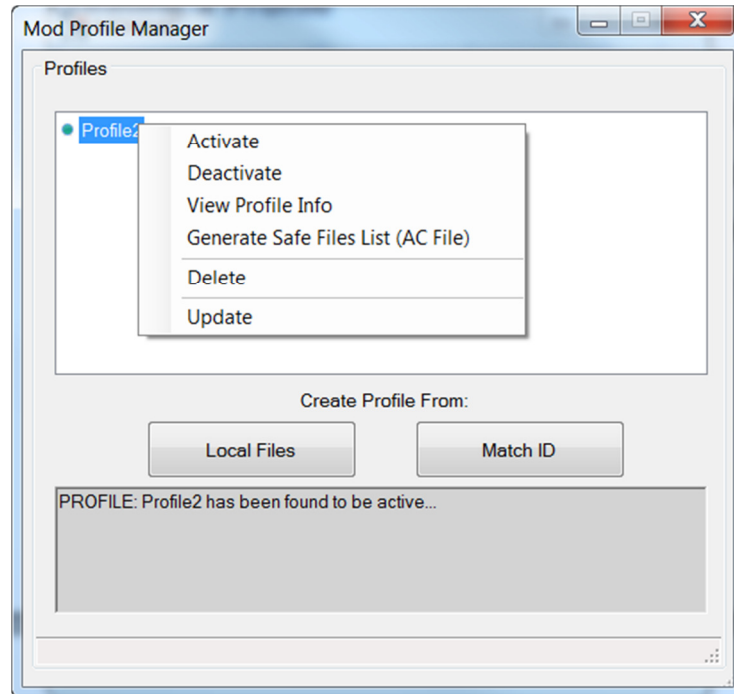 Mod Profile Manager
Profiles
Profile2
Activate
Deactivate
View Profile Info
Generate Safe Files List (AC File)
Delete
Update
Create Profile From:
Local Files
Match ID
PROFILE: Profile2 has been found to be active...